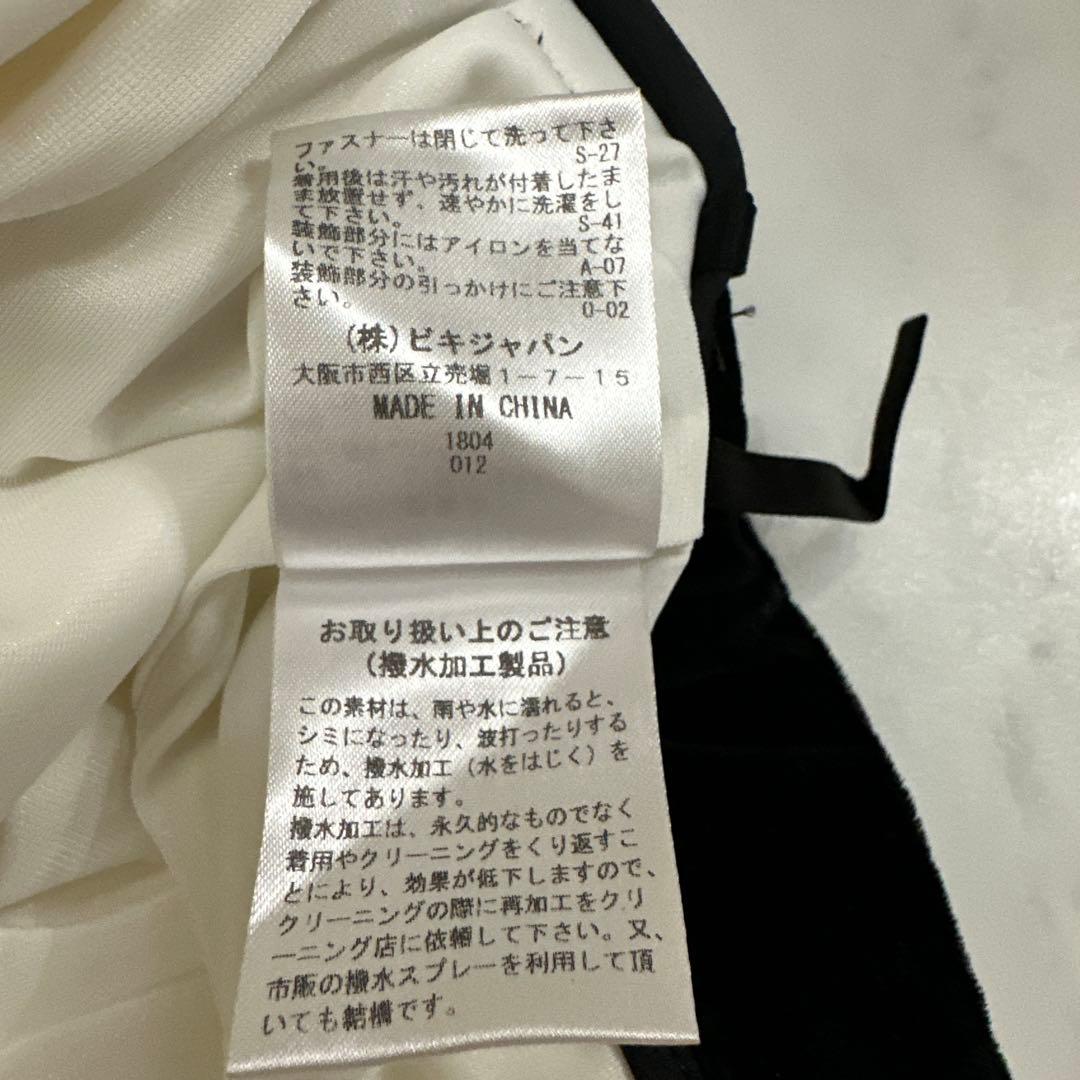 ファスナーは閉じて洗って下さ
い。 S-27
着用後は汗や汚れが付着したま
ま放置せず、速やかに洗濯をし
て下さい。 S-41
装飾部分にはアイロンを当てな
いで下さい。 A-07
装飾部分の引っかけにご注意下
さい。 O-02
(株)ビキジャパン
大阪市西区立売堀1-7-15
MADE IN CHINA
1804
012
お取り扱い上のご注意
(撥水加工製品)
この素材は、雨や水に濡れると、
シミになったり、波打ったりする
ため、撥水加工(水をはじく)を
施してあります。
撥水加工は、永久的なものでなく
着用やクリーニングをくり返すこ
とにより、効果が低下しますので、
クリーニングの際に再加工をクリ
ーニング店に依頼して下さい。又、
市販の撥水スプレーを利用して頂
いても結構です。